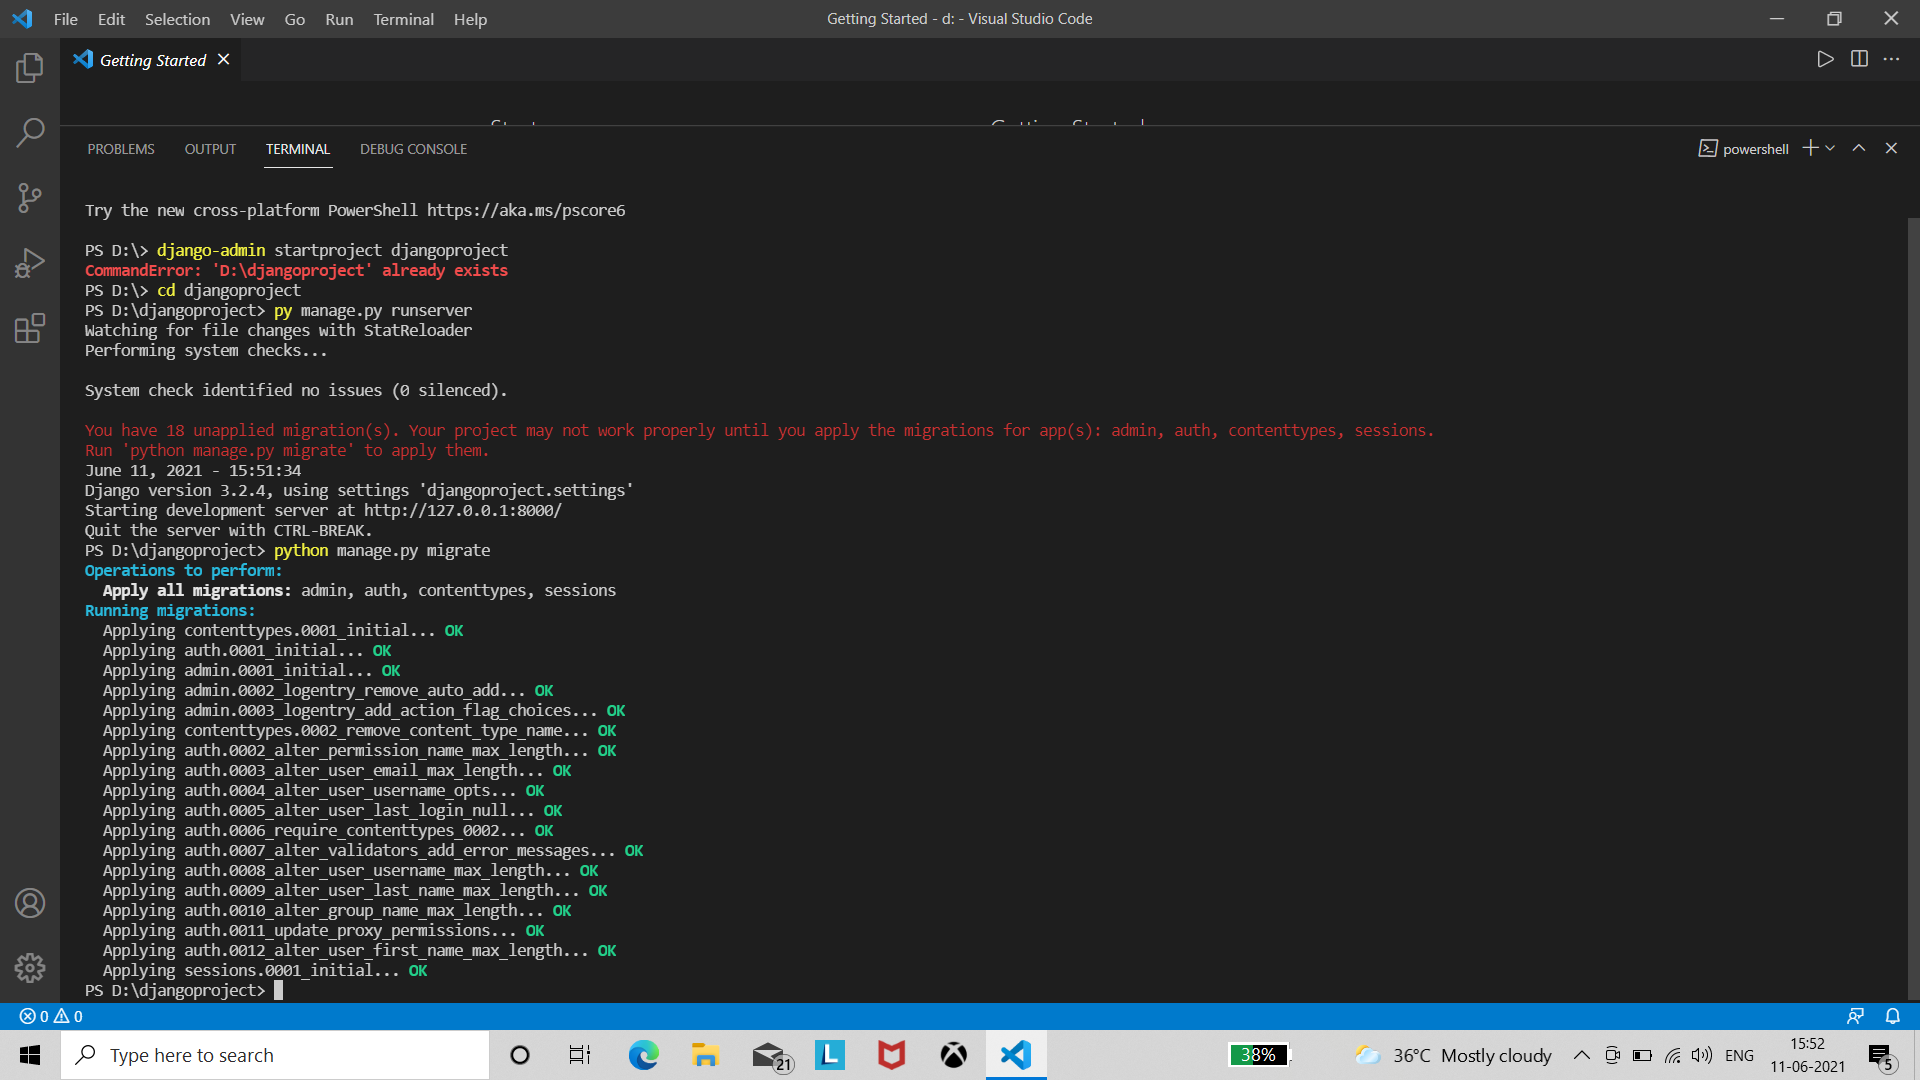 File Edit Selection View Go Run Terminal Help
Getting Started - d: - Visual Studio Code
Getting Started
PROBLEMS OUTPUT TERMINAL DEBUG CONSOLE
powershell
Try the new cross-platform PowerShell https://aka.ms/pscore6
PS D:\> django-admin startproject djangoproject
CommandError: 'D:\djangoproject' already exists
PS D:\> cd djangoproject
PS D:\djangoproject> py manage.py runserver
Watching for file changes with StatReloader
Performing system checks...
System check identified no issues (0 silenced).
You have 18 unapplied migration(s). Your project may not work properly until you apply the migrations for app(s): admin, auth, contenttypes, sessions.
Run 'python manage.py migrate' to apply them.
June 11, 2021 - 15:51:34
Django version 3.2.4, using settings 'djangoproject.settings'
Starting development server at http://127.0.0.1:8000/
Quit the server with CTRL-BREAK.
PS D:\djangoproject> python manage.py migrate
Operations to perform:
Apply all migrations: admin, auth, contenttypes, sessions
Running migrations:
Applying contenttypes.0001_initial... OK
Applying auth.0001_initial... OK
Applying admin.0001_initial... OK
Applying admin.0002_logentry_remove_auto_add... OK
Applying admin.0003_logentry_add_action_flag_choices... OK
Applying contenttypes.0002_remove_content_type_name... OK
Applying auth.0002_alter_permission_name_max_length... OK
Applying auth.0003_alter_user_email_max_length... OK
Applying auth.0004_alter_user_username_opts... OK
Applying auth.0005_alter_user_last_login_null... OK
Applying auth.0006_require_contenttypes_0002... OK
Applying auth.0007_alter_validators_add_error_messages... OK
Applying auth.0008_alter_user_username_max_length... OK
Applying auth.0009_alter_user_last_name_max_length... OK
Applying auth.0010_alter_group_name_max_length... OK
Applying auth.0011_update_proxy_permissions... OK
Applying auth.0012_alter_user_first_name_max_length... OK
Applying sessions.0001_initial... OK
PS D:\djangoproject>
0 0
Type here to search
21
L
38%
36°C Mostly cloudy
ENG
15:52
11-06-2021
5